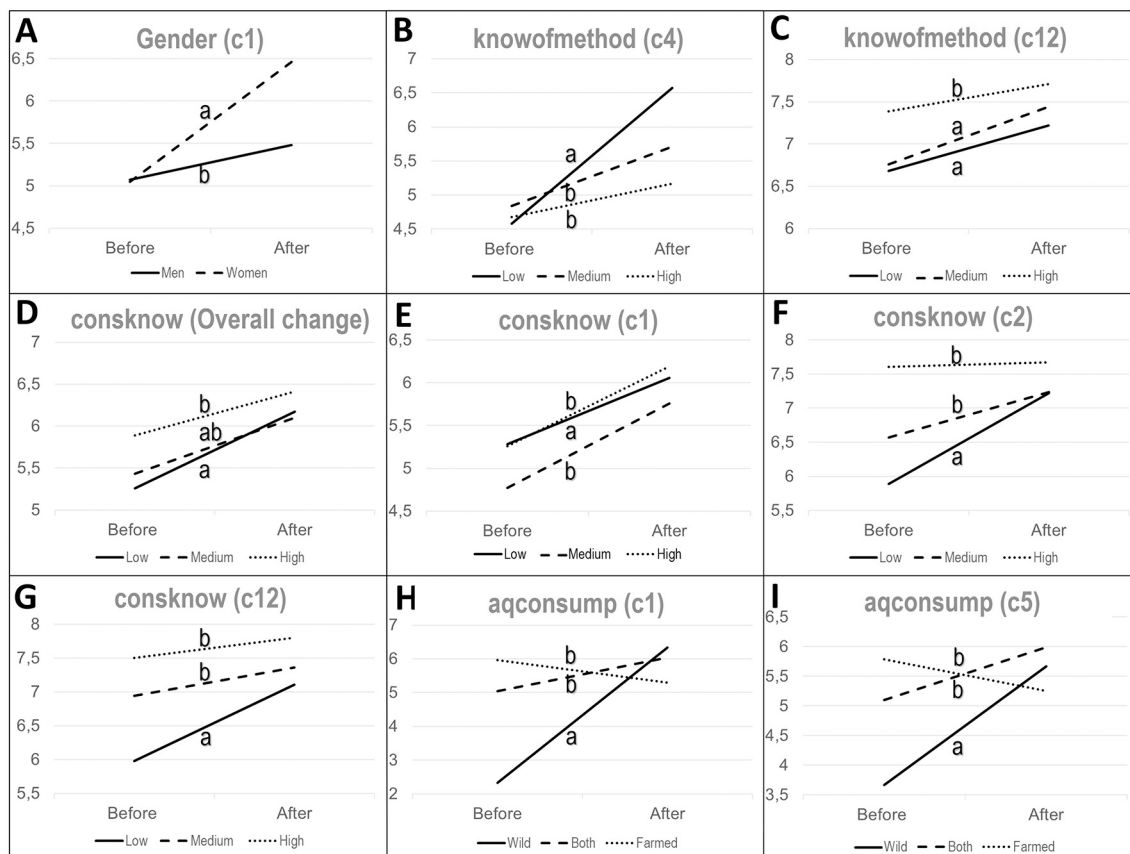 A
Gender (c1)
6,5
6
5,5
5
4,5
a
b
Before After
Men Women
B
knowofmethod (c4)
7
6,5
6
5,5
5
4,5
a
b
b
Before After
Low Medium High
C
knowofmethod (c12)
8
7,5
7
6,5
6
b
a
a
Before After
Low Medium High
D
consknow (Overall change)
7
6,5
6
5,5
5
b
ab
a
Before After
Low Medium High
E
consknow (c1)
6,5
6
5,5
5
4,5
b
a
b
Before After
Low Medium High
F
consknow (c2)
8
7,5
7
6,5
6
5,5
b
b
a
Before After
Low Medium High
G
consknow (c12)
8
7,5
7
6,5
6
5,5
b
b
a
Before After
Low Medium High
H
aqconsump (c1)
7
6
5
4
3
2
b
b
a
Before After
Wild Both Farmed
I
aqconsump (c5)
6,5
6
5,5
5
4,5
4
3,5
b
b
a
Before After
Wild Both Farmed